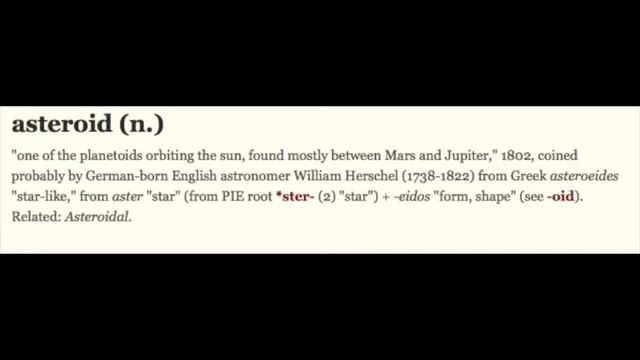 asteroid (n.)
"one of the planetoids orbiting the sun, found mostly between Mars and Jupiter," 1802, coined
probably by German-born English astronomer William Herschel (1738-1822) from Greek asteroeides
"star-like," from aster "star" (from PIE root *ster- (2) "star") + -eidos "form, shape" (see -oid).
Related: Asteroidal.